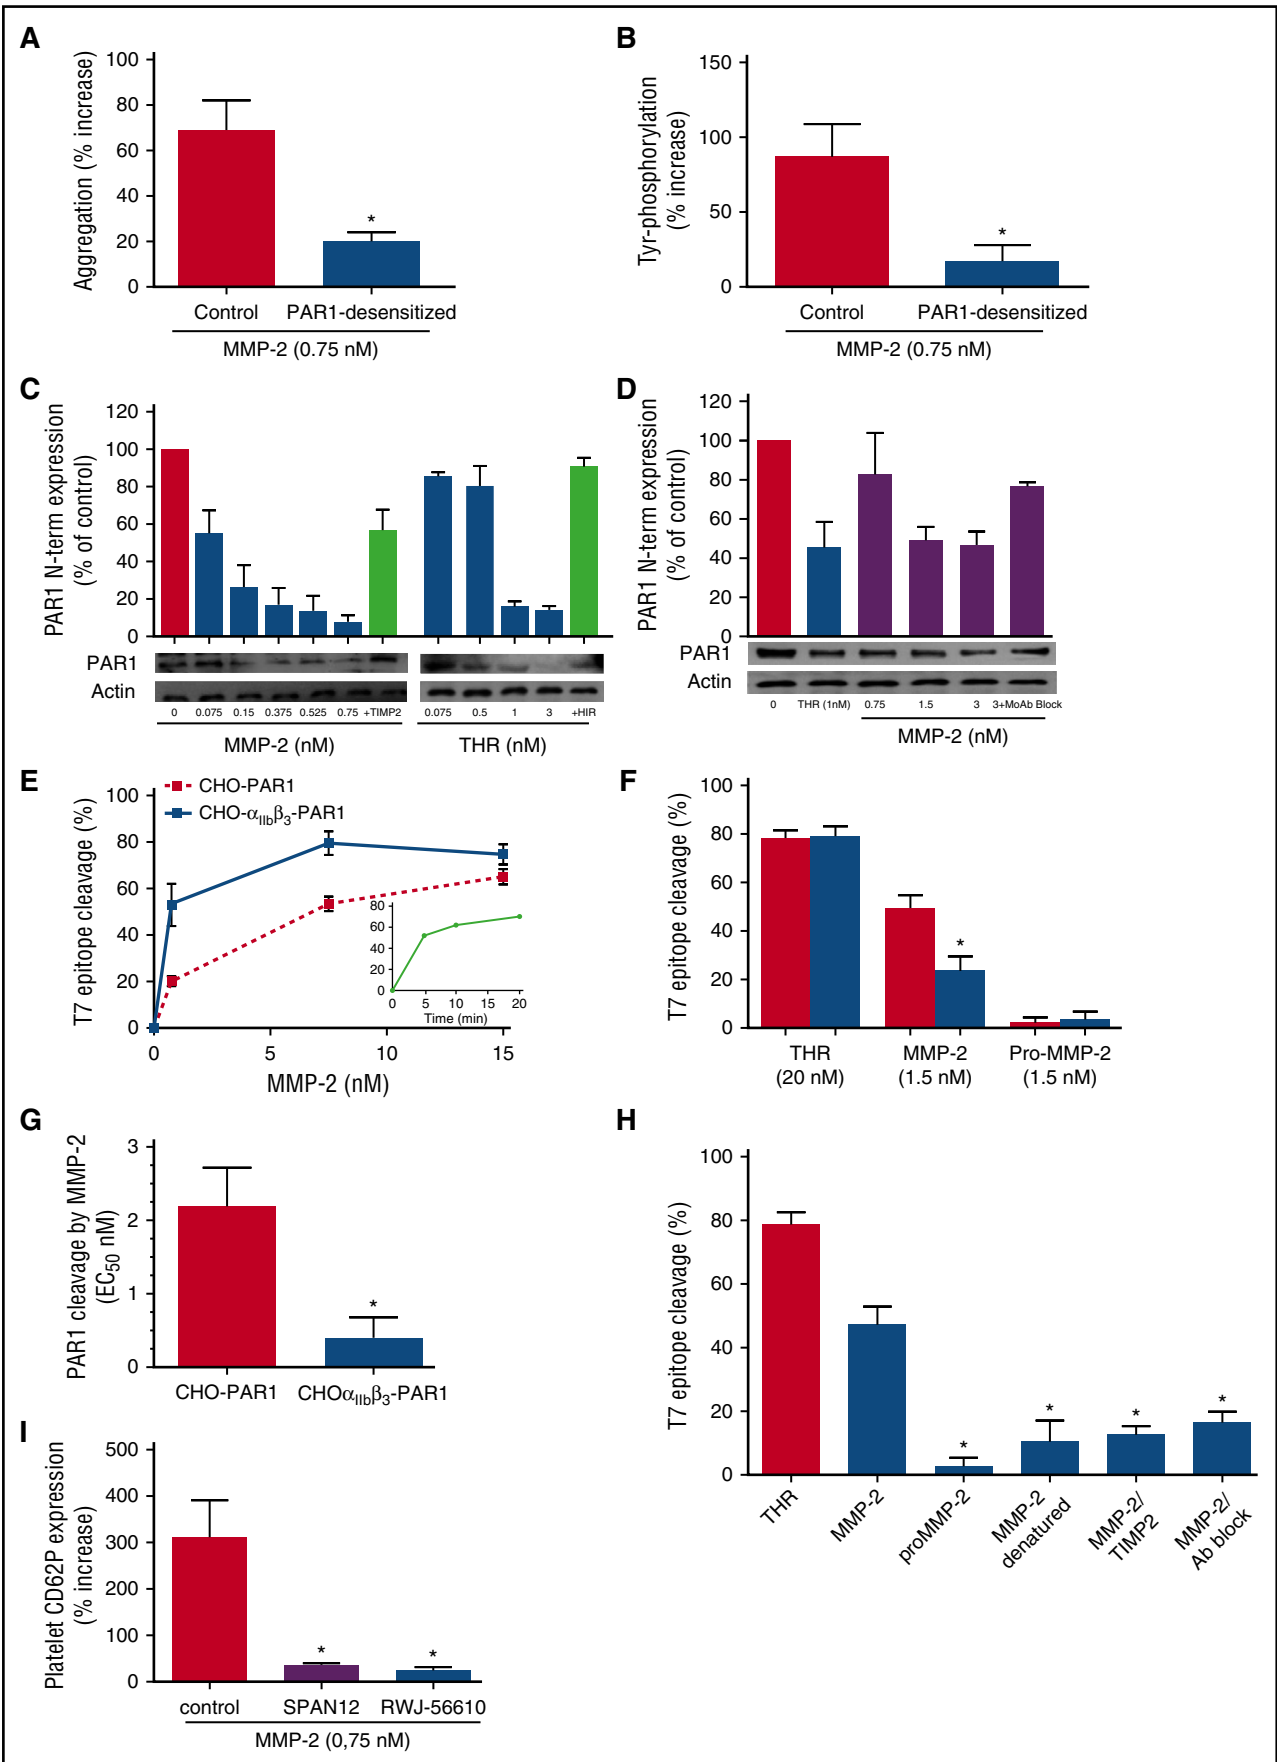 A
Aggregation (% increase)
100
80
60
40
20
0
*
Control
PAR1-desensitized
MMP-2 (0.75 nM)
B
Tyr-phosphorylation
(% increase)
150
100
50
0
*
Control
PAR1-desensitized
MMP-2 (0.75 nM)
C
PAR1 N-term expression
(% of control)
120
100
80
60
40
20
0
PAR1
Actin
0 0.075 0.15 0.375 0.525 0.75 +TIMP2
MMP-2 (nM)
0.075 0.5 1 3 +HIR
THR (nM)
D
PAR1 N-term expression
(% of control)
120
100
80
60
40
20
0
PAR1
Actin
0 THR (1nM) 0.75 1.5 3 3+MoAb Block
MMP-2 (nM)
E
T7 epitope cleavage (%)
100
80
60
40
20
0
CHO-PAR1
CHO-αIIbβ3-PAR1
80
60
40
20
0
0 5 10 15 20
Time (min)
0 5 10 15
MMP-2 (nM)
F
T7 epitope cleavage (%)
100
80
60
40
20
0
*
THR
(20 nM)
MMP-2
(1.5 nM)
Pro-MMP-2
(1.5 nM)
G
PAR1 cleavage by MMP-2
(EC50 nM)
3
2
1
0
*
CHO-PAR1
CHOαIIbβ3-PAR1
H
T7 epitope cleavage (%)
100
80
60
40
20
0
*
*
*
*
THR
MMP-2
proMMP-2
MMP-2
denatured
MMP-2/
TIMP2
MMP-2/
Ab block
I
Platelet CD62P expression
(% increase)
500
400
300
200
100
0
*
*
control
SPAN12
RWJ-56610
MMP-2 (0,75 nM)